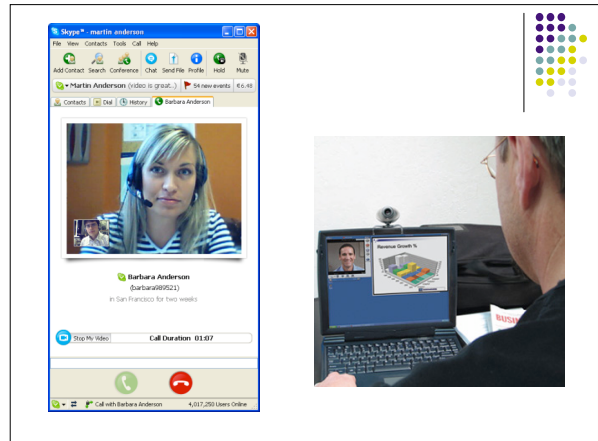 Skype™ - martin anderson
File View Contacts Tools Call Help
Add Contact Search Conference Chat Send File Profile Hold Mute
Martin Anderson (video is great..) 54 new events €6.48
Contacts Dial History Barbara Anderson
Barbara Anderson
(barbara989521)
in San Francisco for two weeks
Stop My Video Call Duration 01:07
Call with Barbara Anderson 4,017,250 Users Online
Revenue Growth %
BUSI